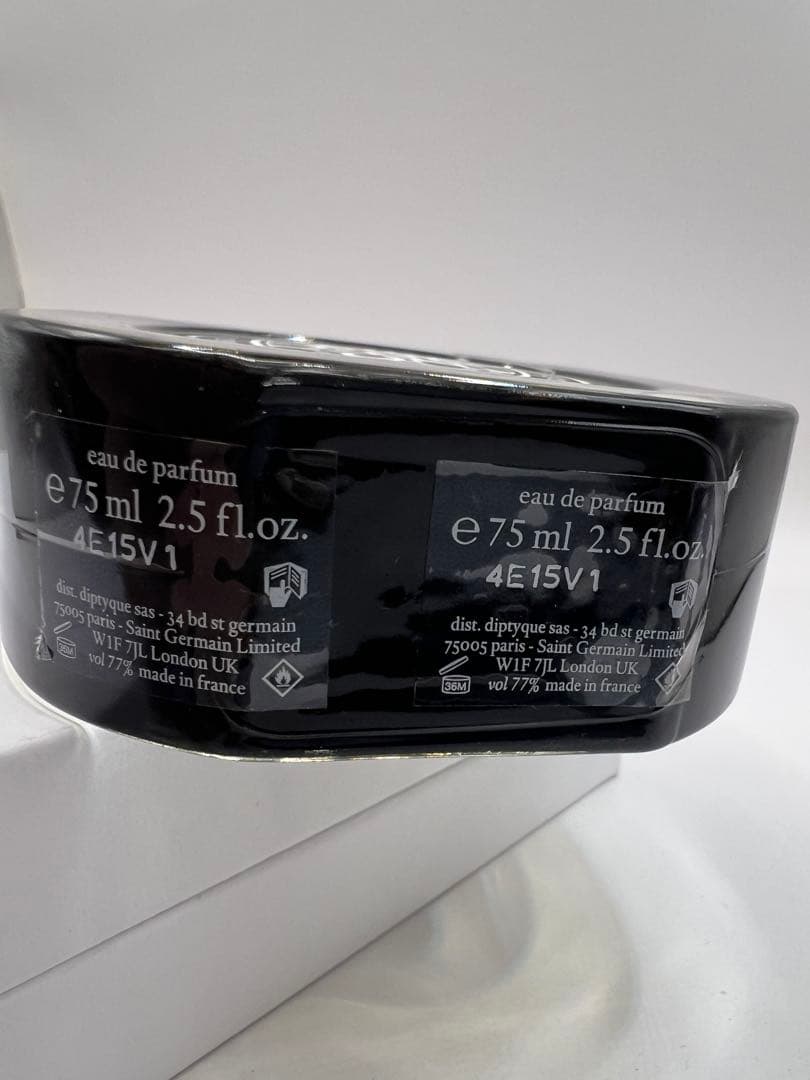 eau de parfum
e 75 ml 2.5 fl.oz.
4E15V1
dist. diptyque sas - 34 bd st germain
75005 paris - Saint Germain Limited
W1F 7JL London UK
36M
vol 77% made in france
eau de parfum
e 75 ml 2.5 fl.oz.
4E15V1
dist. diptyque sas - 34 bd st germain
75005 paris - Saint Germain Limited
W1F 7JL London UK
36M
vol 77% made in france